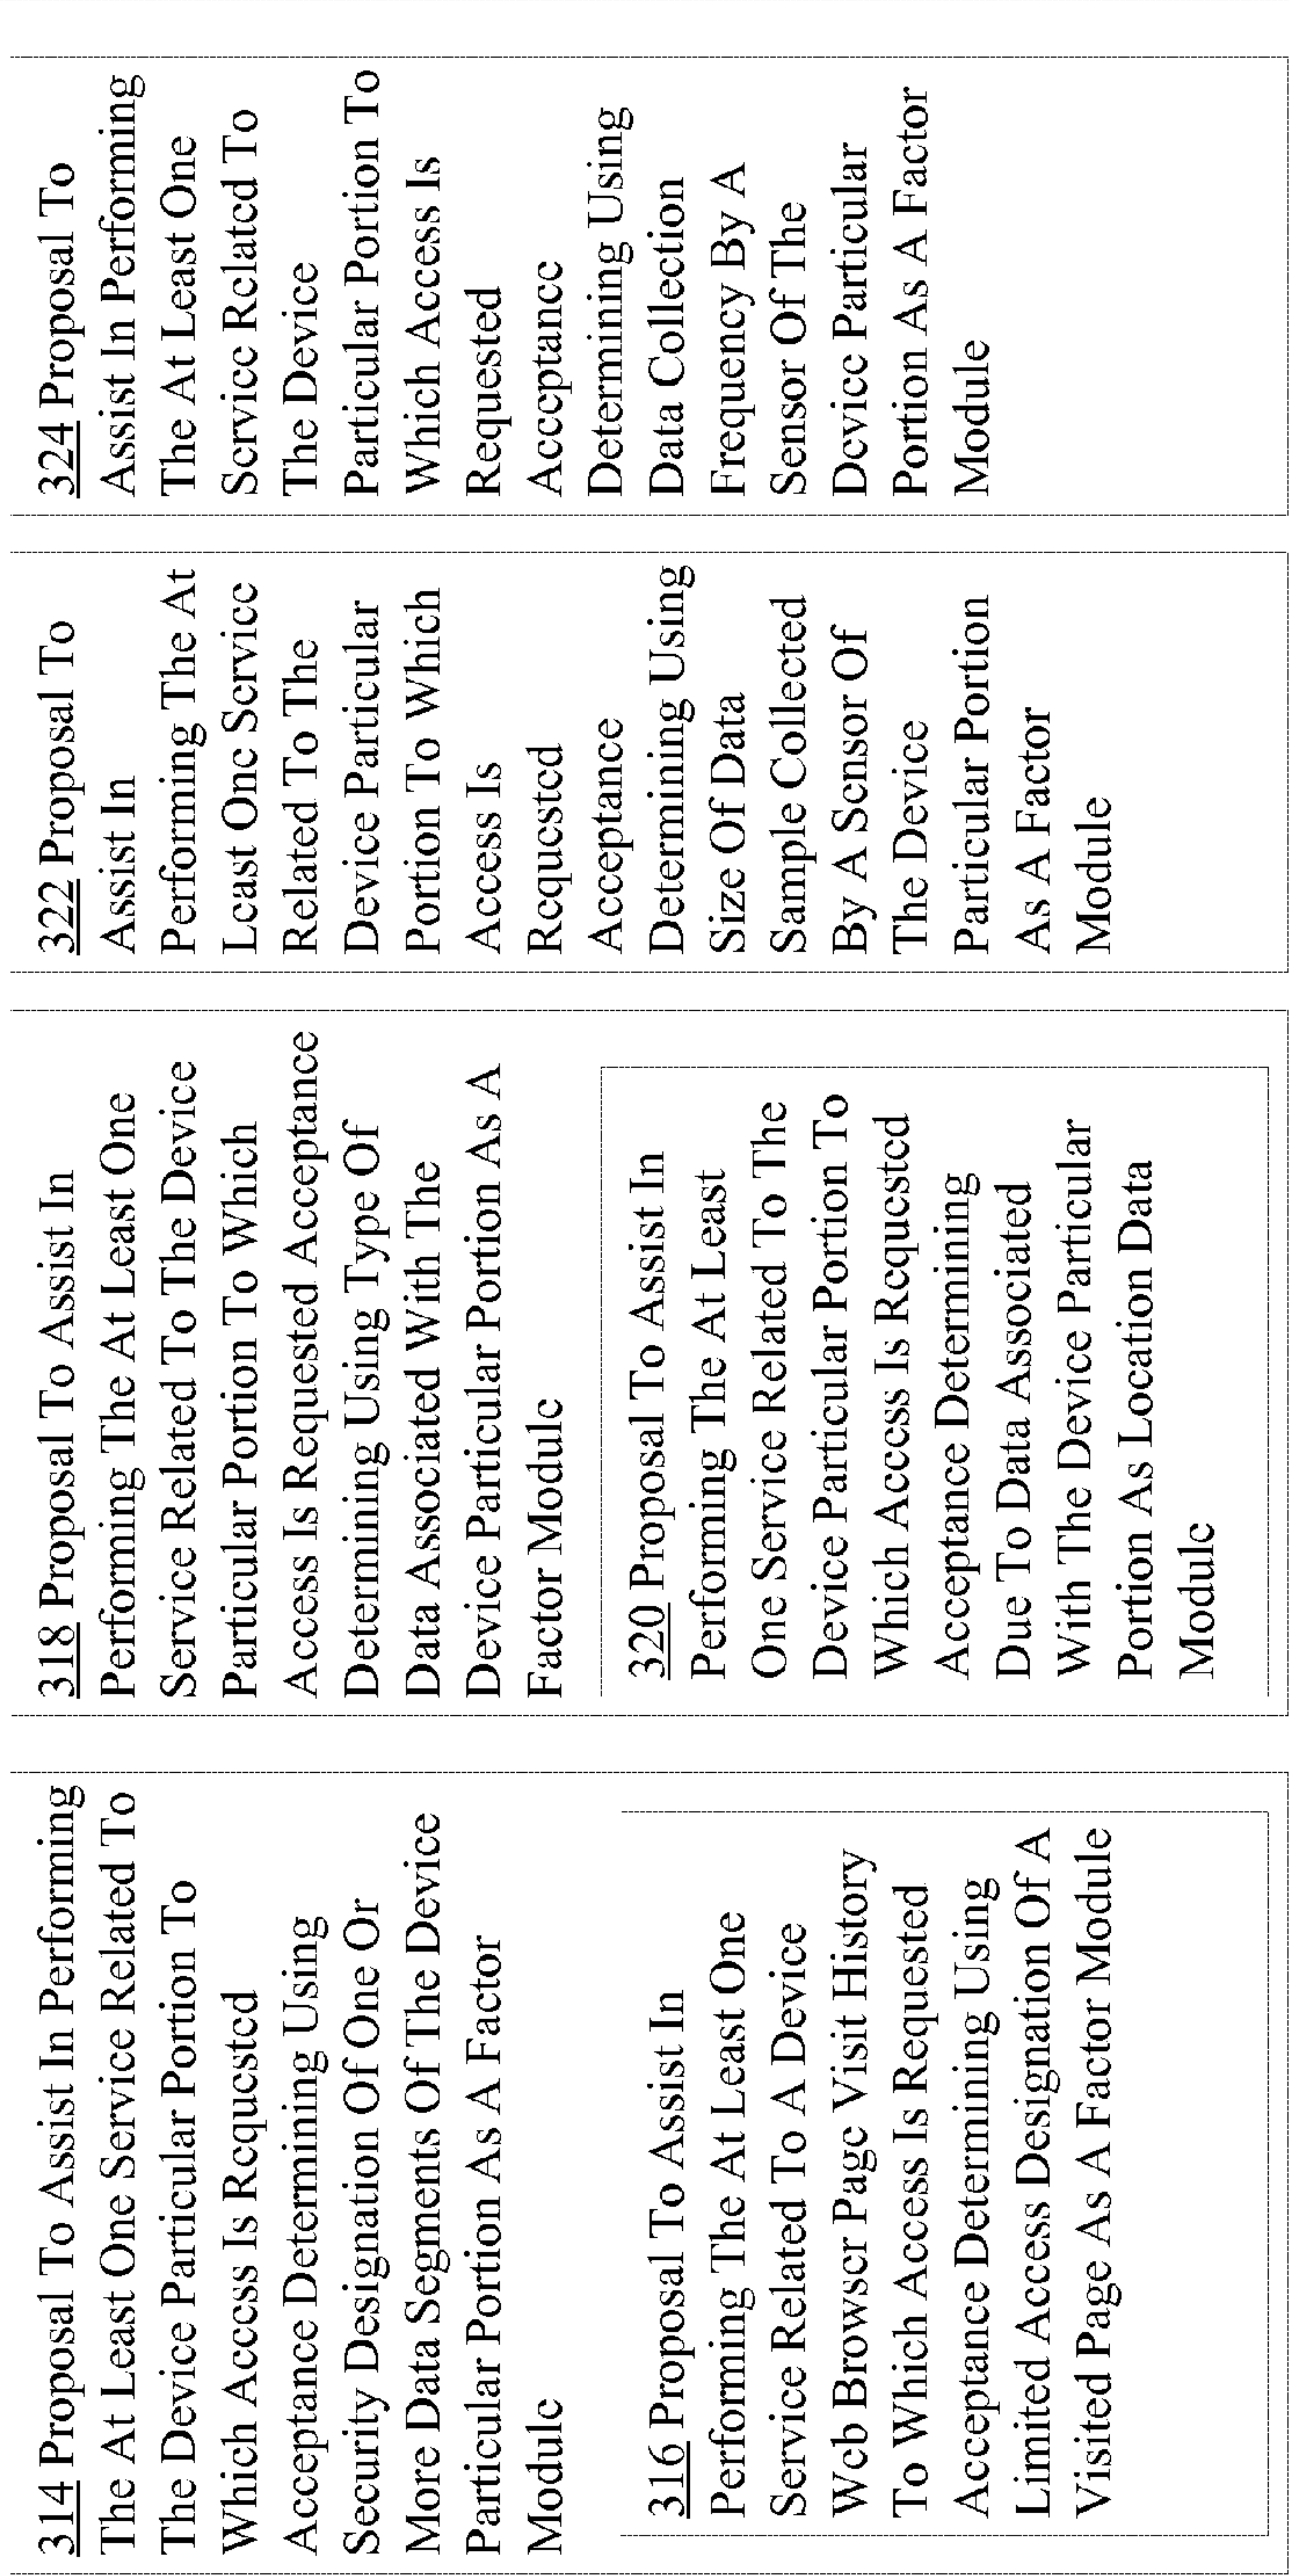 314 Proposal To Assist In Performing
The At Least One Service Related To
The Device Particular Portion To
Which Access Is Requested
Acceptance Determining Using
Security Designation Of One Or
More Data Segments Of The Device
Particular Portion As A Factor
Module
316 Proposal To Assist In
Performing The At Least One
Service Related To A Device
Web Browser Page Visit History
To Which Access Is Requested
Acceptance Determining Using
Limited Access Designation Of A
Visited Page As A Factor Module
318 Proposal To Assist In
Performing The At Least One
Service Related To The Device
Particular Portion To Which
Access Is Requested Acceptance
Determining Using Type Of
Data Associated With The
Device Particular Portion As A
Factor Module
320 Proposal To Assist In
Performing The At Least
One Service Related To The
Device Particular Portion To
Which Access Is Requested
Acceptance Determining
Due To Data Associated
With The Device Particular
Portion As Location Data
Module
322 Proposal To
Assist In
Performing The At
Least One Service
Related To The
Device Particular
Portion To Which
Access Is
Requested
Acceptance
Determining Using
Size Of Data
Sample Collected
By A Sensor Of
The Device
Particular Portion
As A Factor
Module
324 Proposal To
Assist In Performing
The At Least One
Service Related To
The Device
Particular Portion To
Which Access Is
Requested
Acceptance
Determining Using
Data Collection
Frequency By A
Sensor Of The
Device Particular
Portion As A Factor
Module